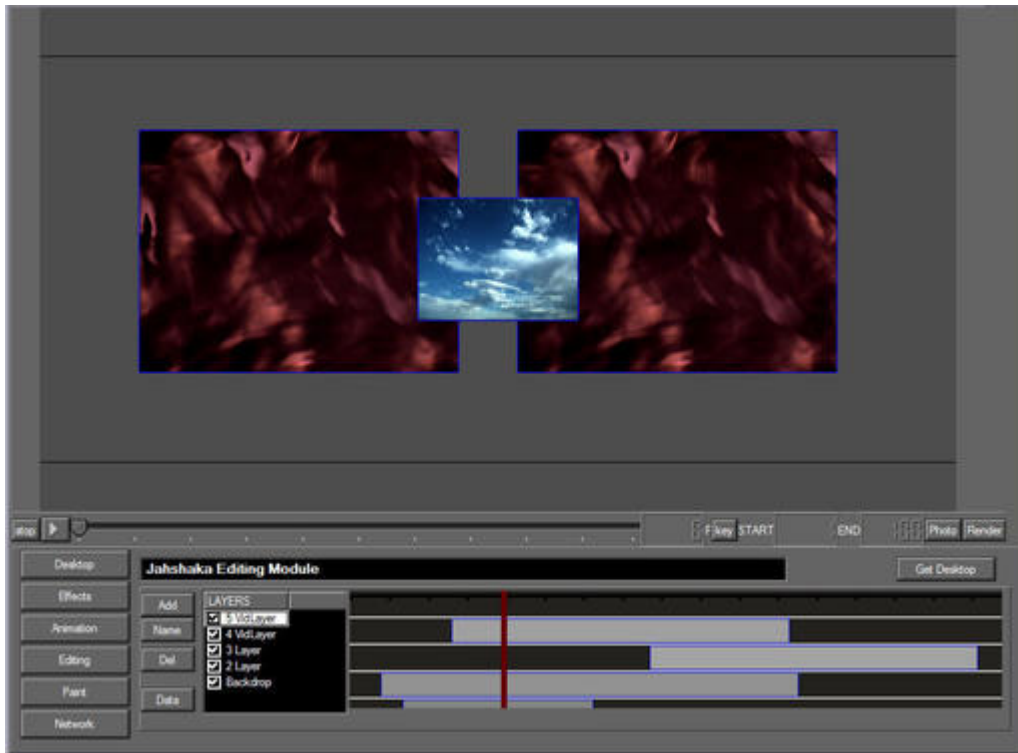 stop F key START END Photo Render
Desktop Jahshaka Editing Module Get Desktop
Effects
Add LAYERS
Animation Name 5 VidLayer
4 VidLayer
Editing Del 3 Layer
2 Layer
Paint Data Backdrop
Network